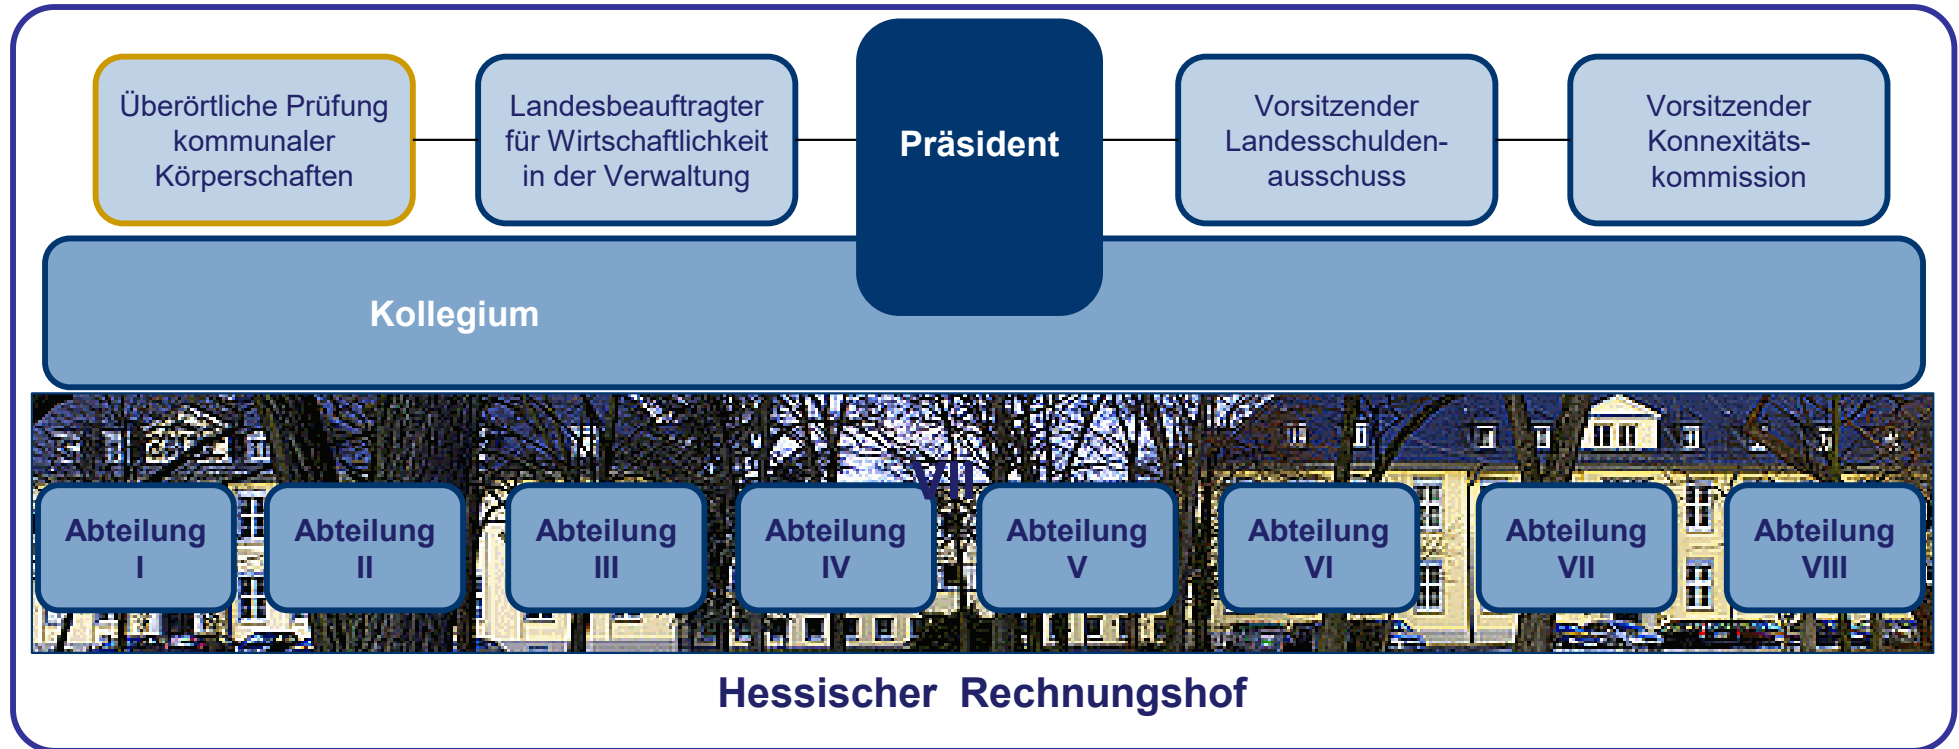 Überörtliche Prüfung
kommunaler
Körperschaften
Landesbeauftragter
für Wirtschaftlichkeit
in der Verwaltung
Präsident
Vorsitzender
Landesschulden-
ausschuss
Vorsitzender
Konnexitäts-
kommission
Kollegium
VII
Abteilung
I
Abteilung
II
Abteilung
III
Abteilung
IV
Abteilung
V
Abteilung
VI
Abteilung
VII
Abteilung
VIII
Hessischer Rechnungshof